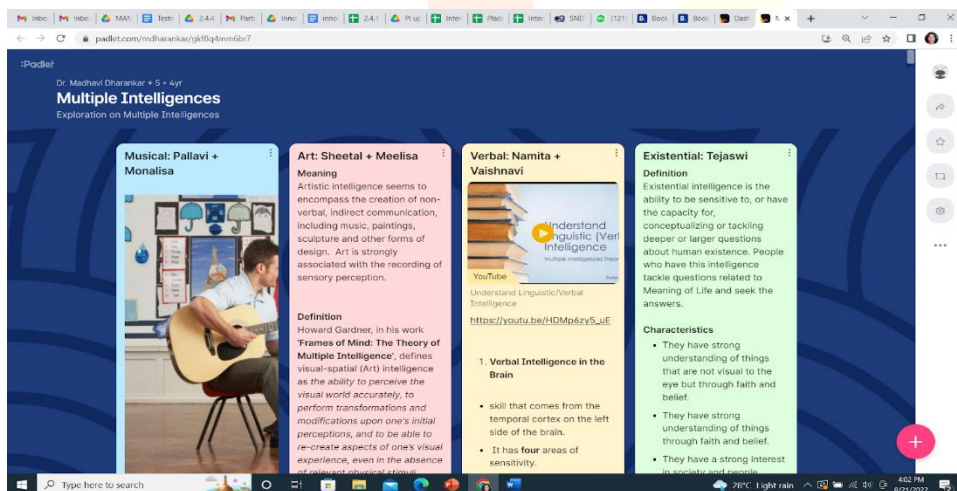 padlet.com/mdharankar/gkf8q4mm6br7
:Padlet
Dr. Madhavi Dharankar + 5 • 4yr
Multiple Intelligences
Exploration on Multiple Intelligences
Musical: Pallavi +
Monalisa
Art: Sheetal + Meelisa
Meaning
Artistic intelligence seems to
encompass the creation of non-
verbal, indirect communication,
including music, paintings,
sculpture and other forms of
design. Art is strongly
associated with the recording of
sensory perception.
Definition
Howard Gardner, in his work
'Frames of Mind: The Theory of
Multiple Intelligence', defines
visual-spatial (Art) intelligence
as the ability to perceive the
visual world accurately, to
perform transformations and
modifications upon one's initial
perceptions, and to be able to
re-create aspects of one's visual
experience, even in the absence
of relevant physical stimuli
Verbal: Namita +
Vaishnavi
Understand
Intelligence
YouTube
Understand Linguistic/Verbal
Intelligence
https://youtu.be/HDMp6zy5_uE
1. Verbal Intelligence in the
Brain
• skill that comes from the
temporal cortex on the left
side of the brain.
• It has four areas of
sensitivity.
Existential: Tejaswi
Definition
Existential intelligence is the
ability to be sensitive to, or have
the capacity for,
conceptualizing or tackling
deeper or larger questions
about human existence. People
who have this intelligence
tackle questions related to
Meaning of Life and seek the
answers.
Characteristics
• They have strong
understanding of things
that are not visual to the
eye but through faith and
belief.
• They have strong
understanding of things
through faith and belief.
• They have a strong interest
in society and people
Type here to search
28°C Light rain
4:02 PM
8/21/2022